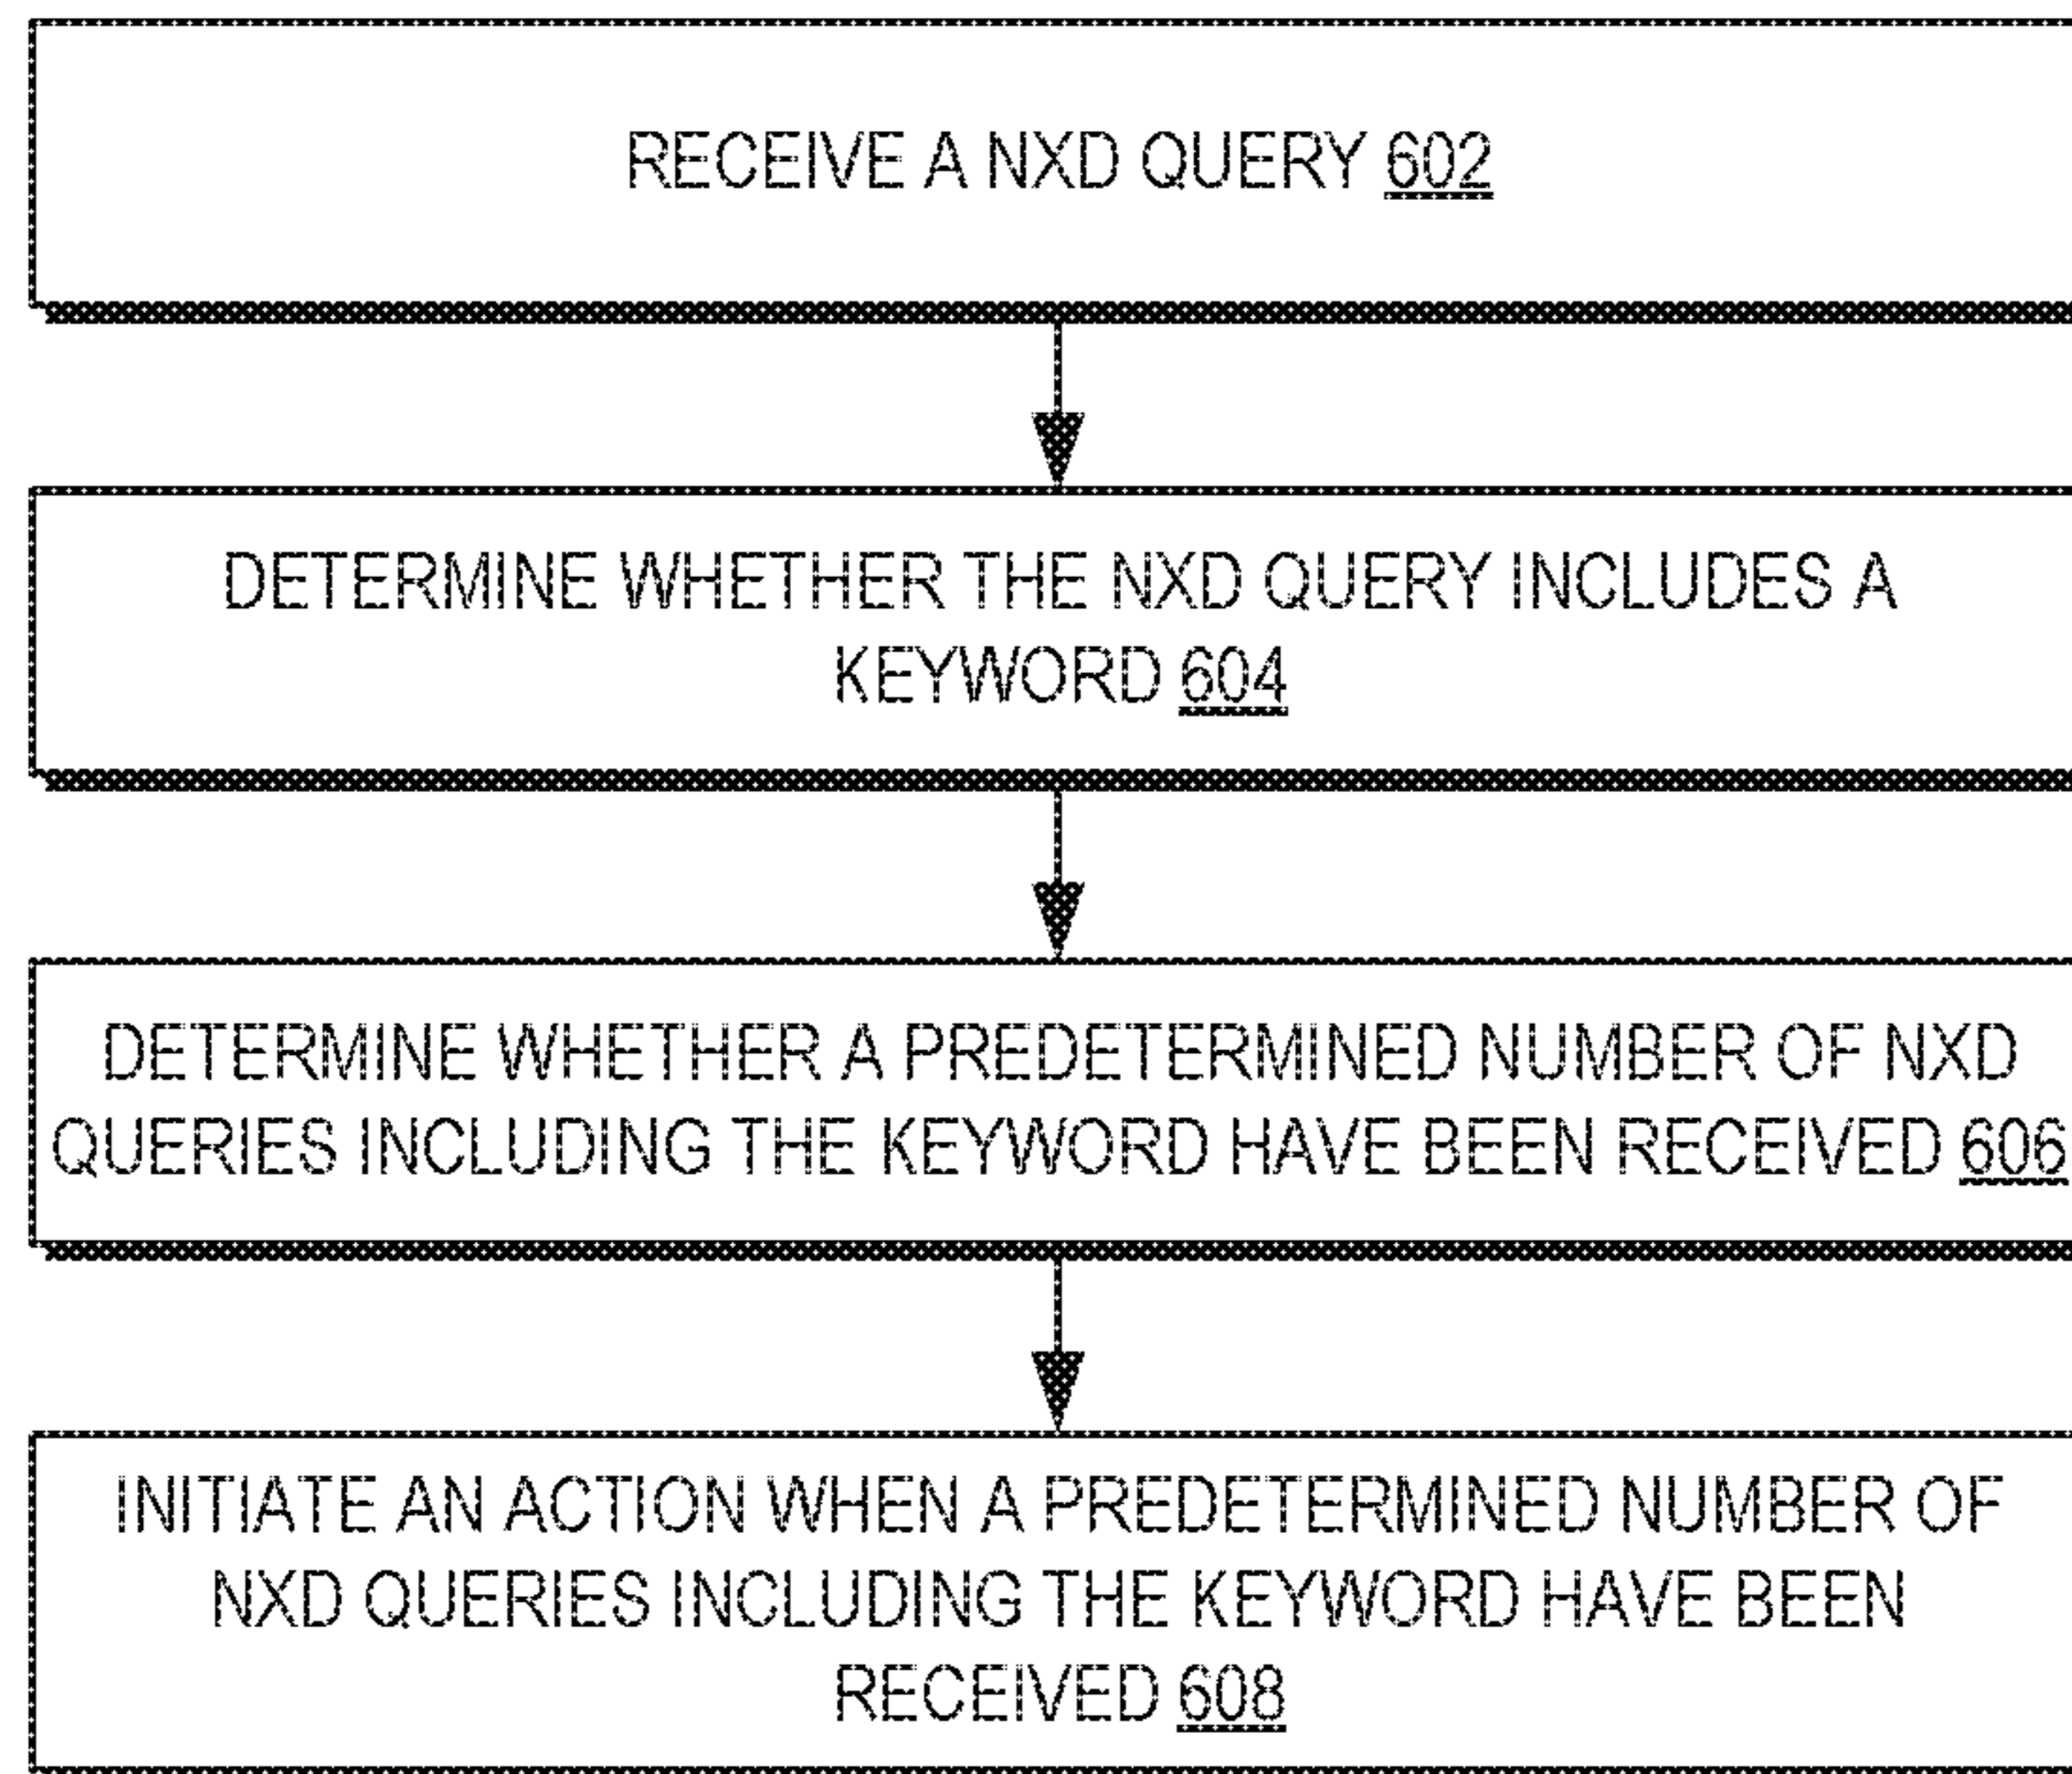 RECEIVE A NXD QUERY 602
DETERMINE WHETHER THE NXD QUERY INCLUDES A
KEYWORD 604
DETERMINE WHETHER A PREDETERMINED NUMBER OF NXD
QUERIES INCLUDING THE KEYWORD HAVE BEEN RECEIVED 606
INITIATE AN ACTION WHEN A PREDETERMINED NUMBER OF
NXD QUERIES INCLUDING THE KEYWORD HAVE BEEN
RECEIVED 608